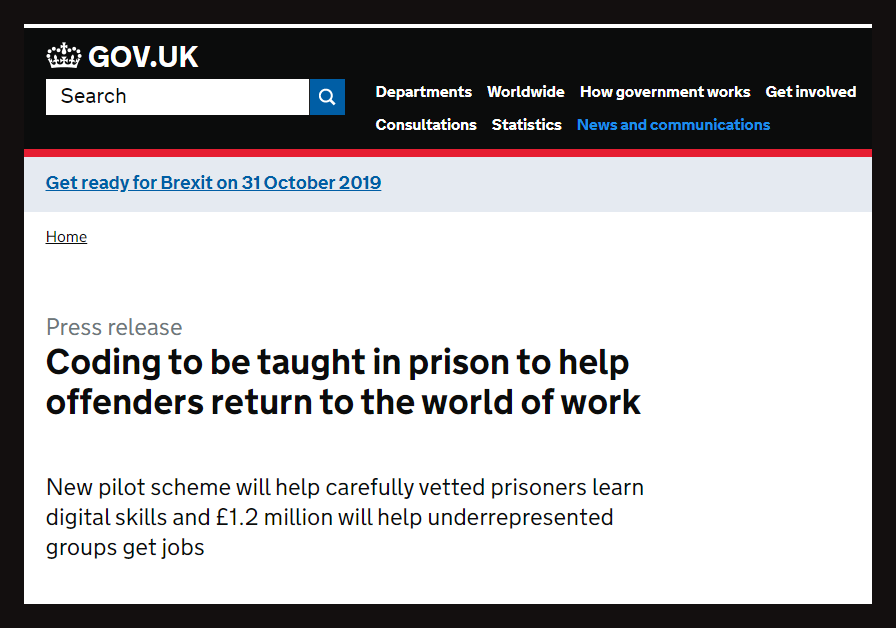 GOV.UK
Search
Departments Worldwide How government works Get involved
Consultations Statistics News and communications
Get ready for Brexit on 31 October 2019
Home
Press release
Coding to be taught in prison to help
offenders return to the world of work
New pilot scheme will help carefully vetted prisoners learn
digital skills and £1.2 million will help underrepresented
groups get jobs